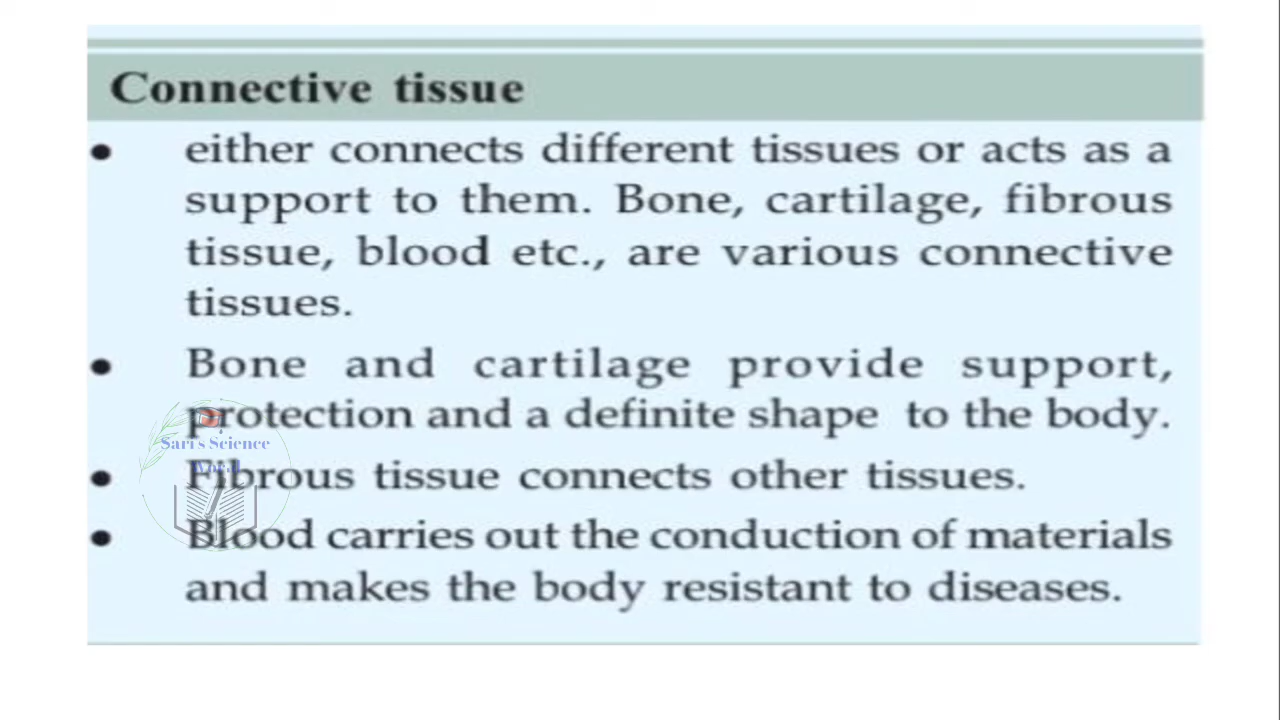 Connective tissue
• either connects different tissues or acts as a
support to them. Bone, cartilage, fibrous
tissue, blood etc., are various connective
tissues.
• Bone and cartilage provide support,
protection and a definite shape to the body.
Sari's Science
• Fibrous tissue connects other tissues.
• Blood carries out the conduction of materials
and makes the body resistant to diseases.